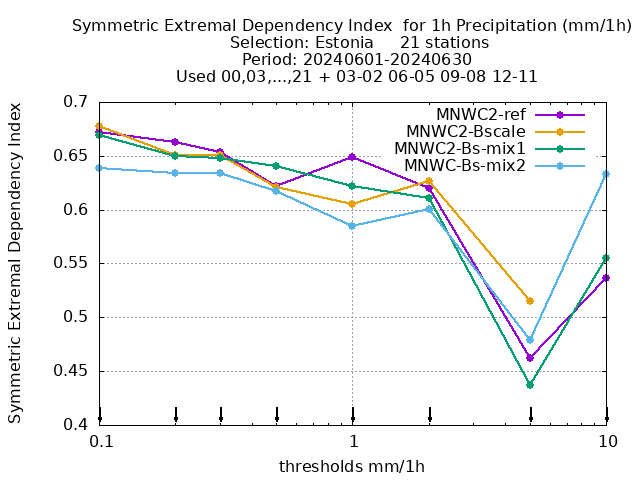 Symmetric Extremal Dependency Index  for 1h Precipitation (mm/1h)
Selection: Estonia     21 stations
Period: 20240601-20240630
Used 00,03,...,21 + 03-02 06-05 09-08 12-11
Symmetric Extremal Dependency Index
0.7
0.65
0.6
0.55
0.5
0.45
0.4
MNWC2-ref
MNWC2-Bscale
MNWC2-Bs-mix1
MNWC-Bs-mix2
0.1 1 10
thresholds mm/1h